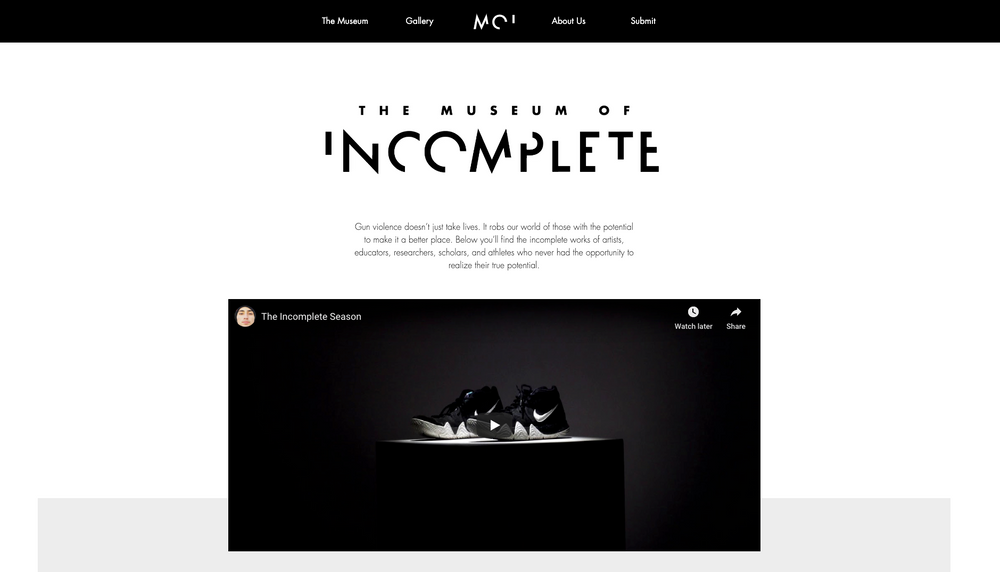 The Museum Gallery MOI About Us Submit
THE MUSEUM OF
INCOMPLETE
Gun violence doesn't just take lives. It robs our world of those with the potential
to make it a better place. Below you'll find the incomplete works of artists,
educators, researchers, scholars, and athletes who never had the opportunity to
realize their true potential.
The Incomplete Season
Watch later Share